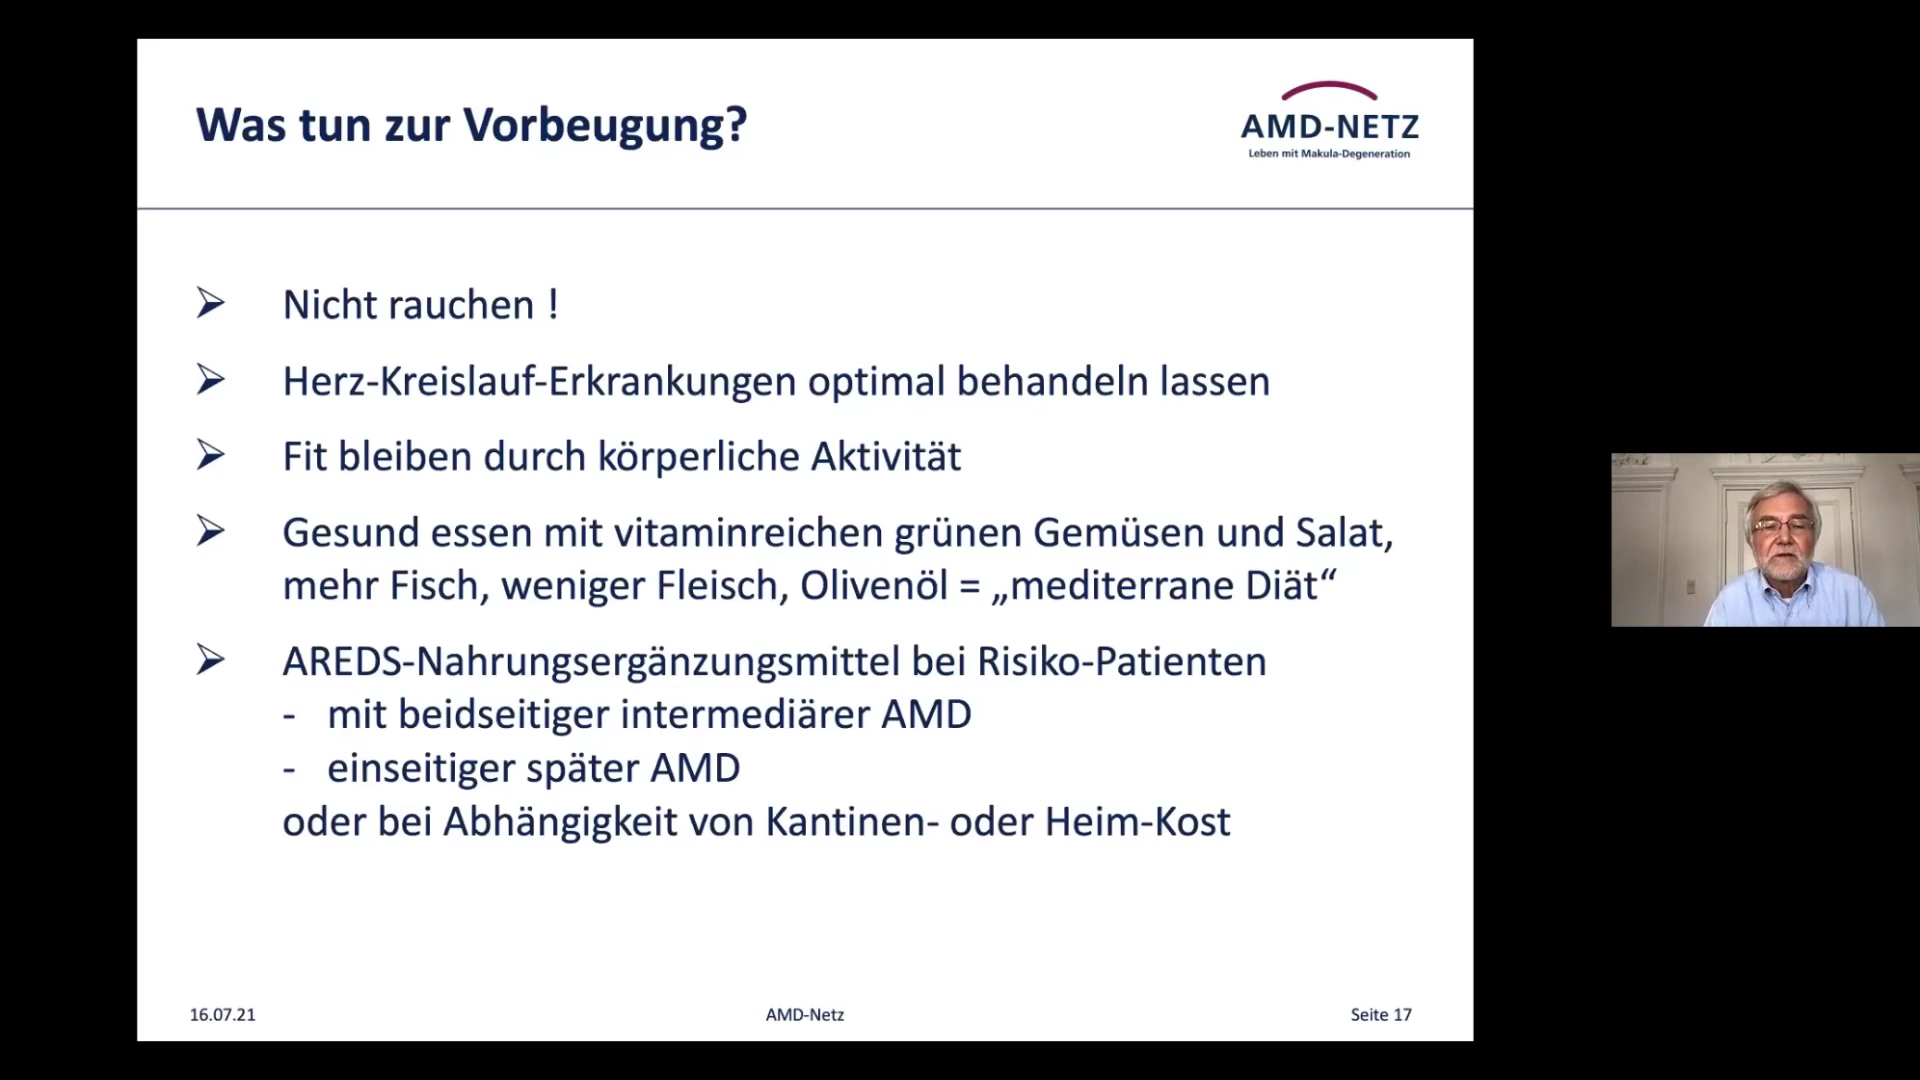 Was tun zur Vorbeugung?
AMD-NETZ
Leben mit Makula-Degeneration
➢ Nicht rauchen !
➢ Herz-Kreislauf-Erkrankungen optimal behandeln lassen
➢ Fit bleiben durch körperliche Aktivität
➢ Gesund essen mit vitaminreichen grünen Gemüsen und Salat,
mehr Fisch, weniger Fleisch, Olivenöl = „mediterrane Diät“
➢ AREDS-Nahrungsergänzungsmittel bei Risiko-Patienten
- mit beidseitiger intermediärer AMD
- einseitiger später AMD
oder bei Abhängigkeit von Kantinen- oder Heim-Kost
16.07.21
AMD-Netz
Seite 17